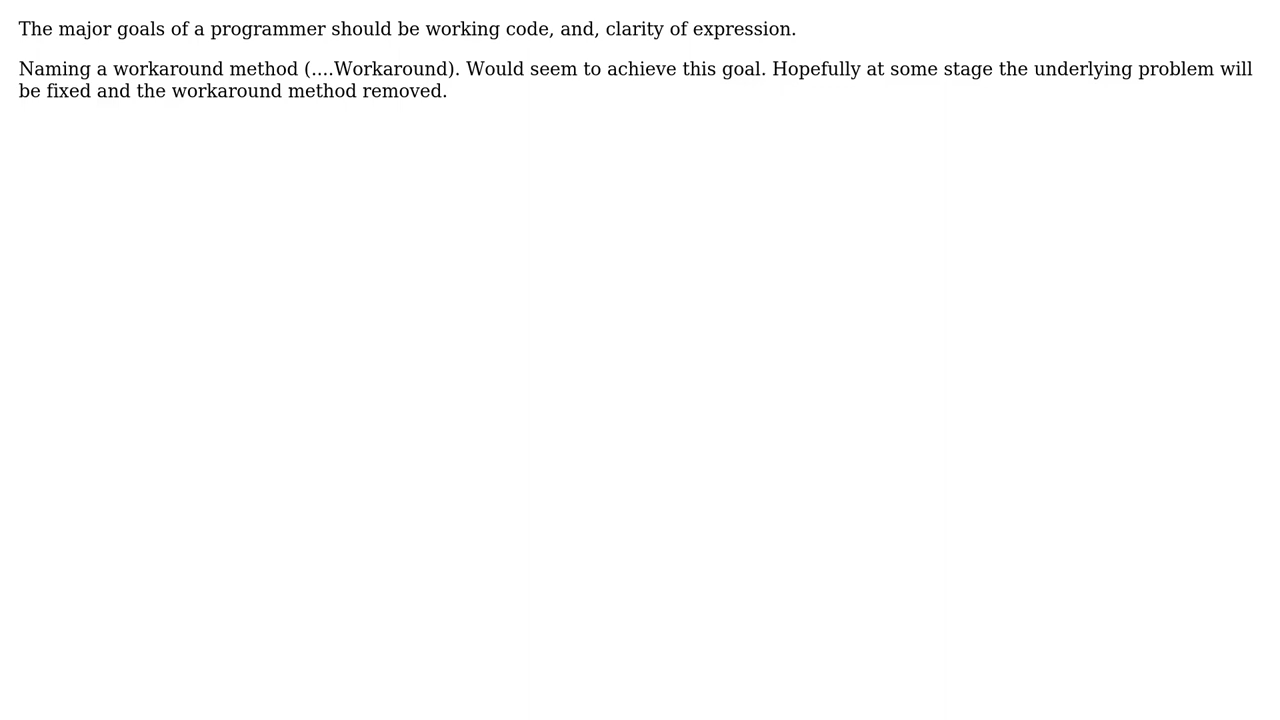 The major goals of a programmer should be working code, and, clarity of expression.
Naming a workaround method (....Workaround). Would seem to achieve this goal. Hopefully at some stage the underlying problem will
be fixed and the workaround method removed.